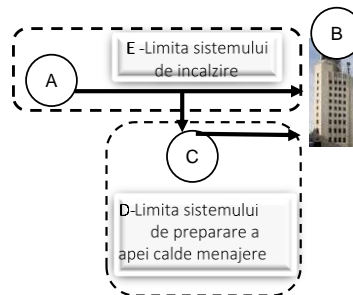 B
E -Limita sistemului
de incalzire
A
C
D-Limita sistemului
de preparare a
apei calde menajere